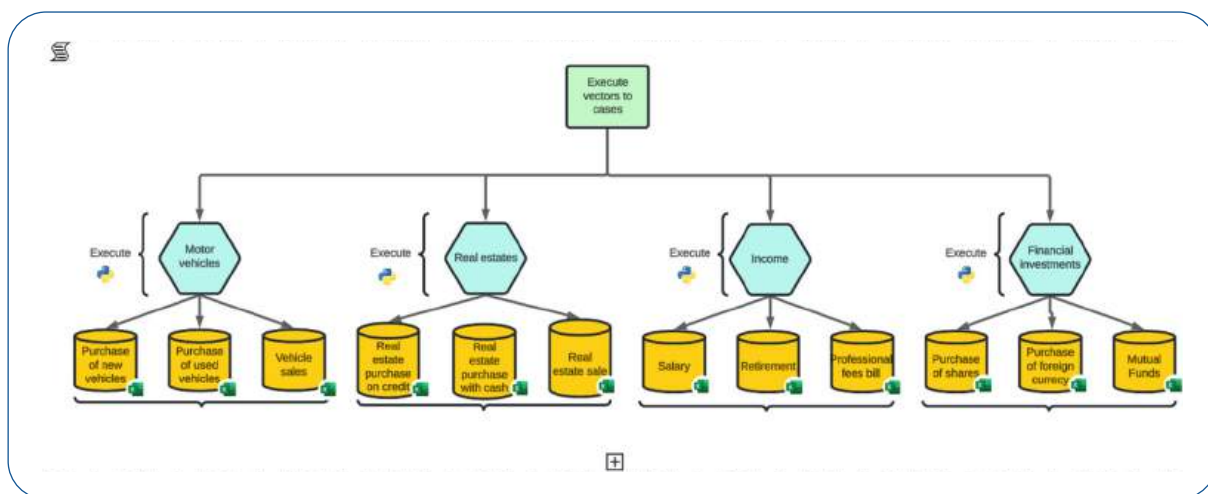 Execute
vectors to
cases
Execute
Motor
vehicles
Execute
Real estates
Execute
Income
Execute
Financial
investments
Purchase
of new
vehicles
Purchase
of used
vehicles
Vehicle
sales
Real
estate
purchase
on credit
Real
estate
purchase
with cash
Real
estate sale
Salary
Retirement
Professional
fees bill
Purchase
of shares
Purchase
of foreign
currecy
Mutual
Funds